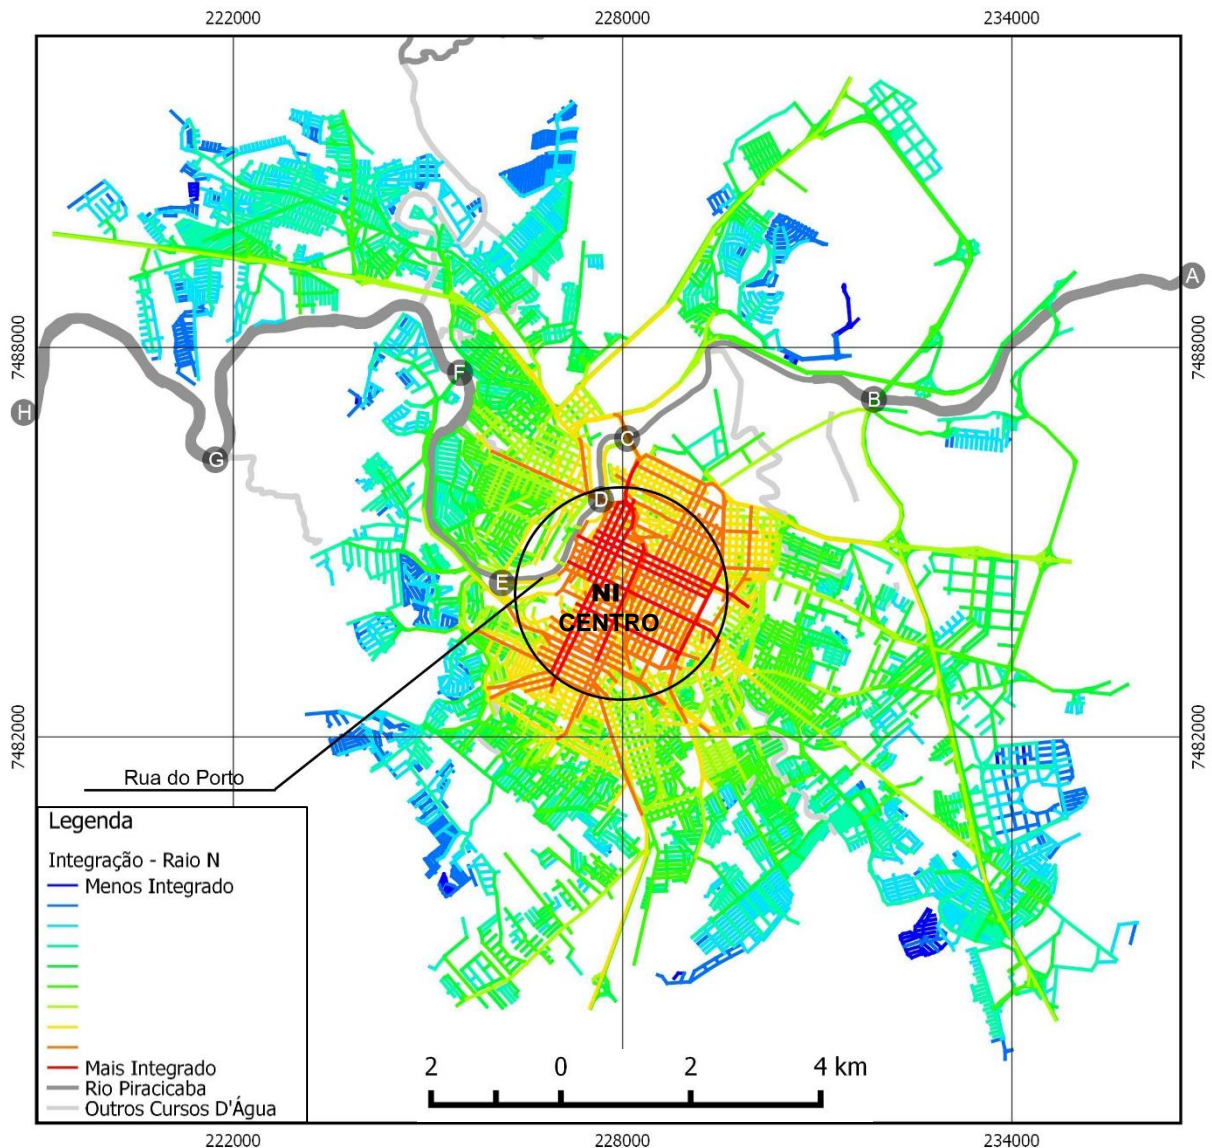 222000
228000
234000
A
7488000
7488000
F
B
H
C
G
D
E
NI
CENTRO
7482000
7482000
Rua do Porto
Legenda
Integração - Raio N
Menos Integrado
Mais Integrado
Rio Piracicaba
Outros Cursos D'Água
2
0
2
4 km
222000
228000
234000